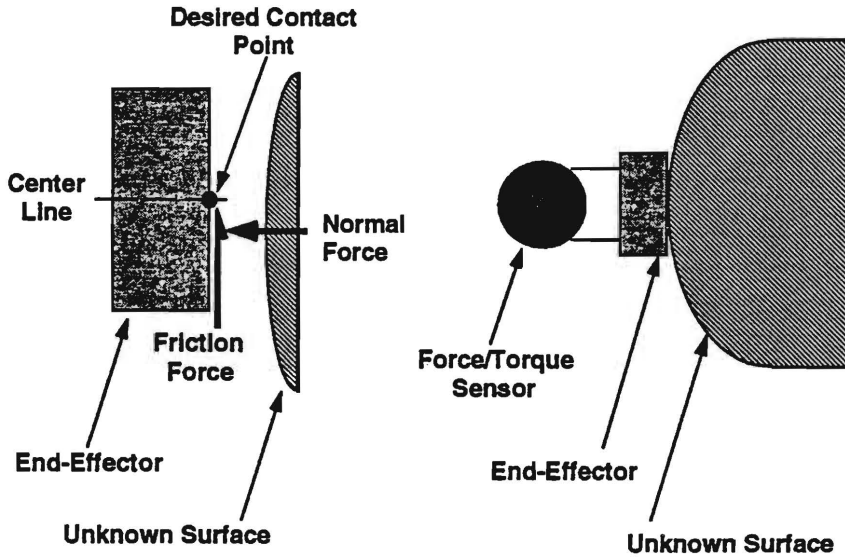 Desired Contact
Point
Center
Line
Normal
Force
Friction
Force
End-Effector
Unknown Surface
Force/Torque
Sensor
End-Effector
Unknown Surface